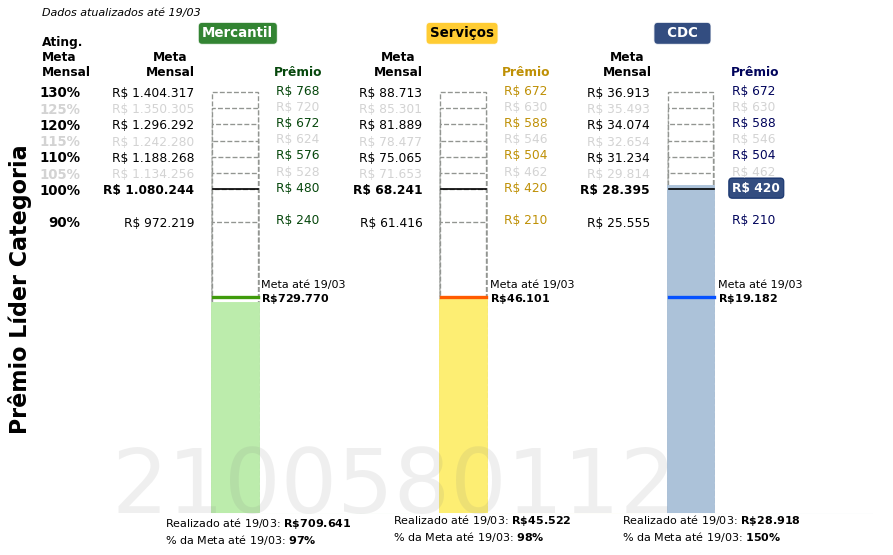 Dados atualizados até 19/03
Mercantil Serviços CDC
Ating. Meta Mensal Meta Mensal Prêmio Meta Mensal Prêmio Meta Mensal Prêmio
130% R$ 1.404.317 R$ 768 R$ 88.713 R$ 672 R$ 36.913 R$ 672
125% R$ 1.350.305 R$ 720 R$ 85.301 R$ 630 R$ 35.493 R$ 630
120% R$ 1.296.292 R$ 672 R$ 81.889 R$ 588 R$ 34.074 R$ 588
115% R$ 1.242.280 R$ 624 R$ 78.477 R$ 546 R$ 32.654 R$ 546
110% R$ 1.188.268 R$ 576 R$ 75.065 R$ 504 R$ 31.234 R$ 504
105% R$ 1.134.256 R$ 528 R$ 71.653 R$ 462 R$ 29.814 R$ 462
100% R$ 1.080.244 R$ 480 R$ 68.241 R$ 420 R$ 28.395 R$ 420
90% R$ 972.219 R$ 240 R$ 61.416 R$ 210 R$ 25.555 R$ 210
Meta até 19/03 Meta até 19/03 Meta até 19/03
R$729.770 R$46.101 R$19.182
Prêmio Líder Categoria
2100580112
Realizado até 19/03: R$709.641 Realizado até 19/03: R$45.522 Realizado até 19/03: R$28.918
% da Meta até 19/03: 97% % da Meta até 19/03: 98% % da Meta até 19/03: 150%